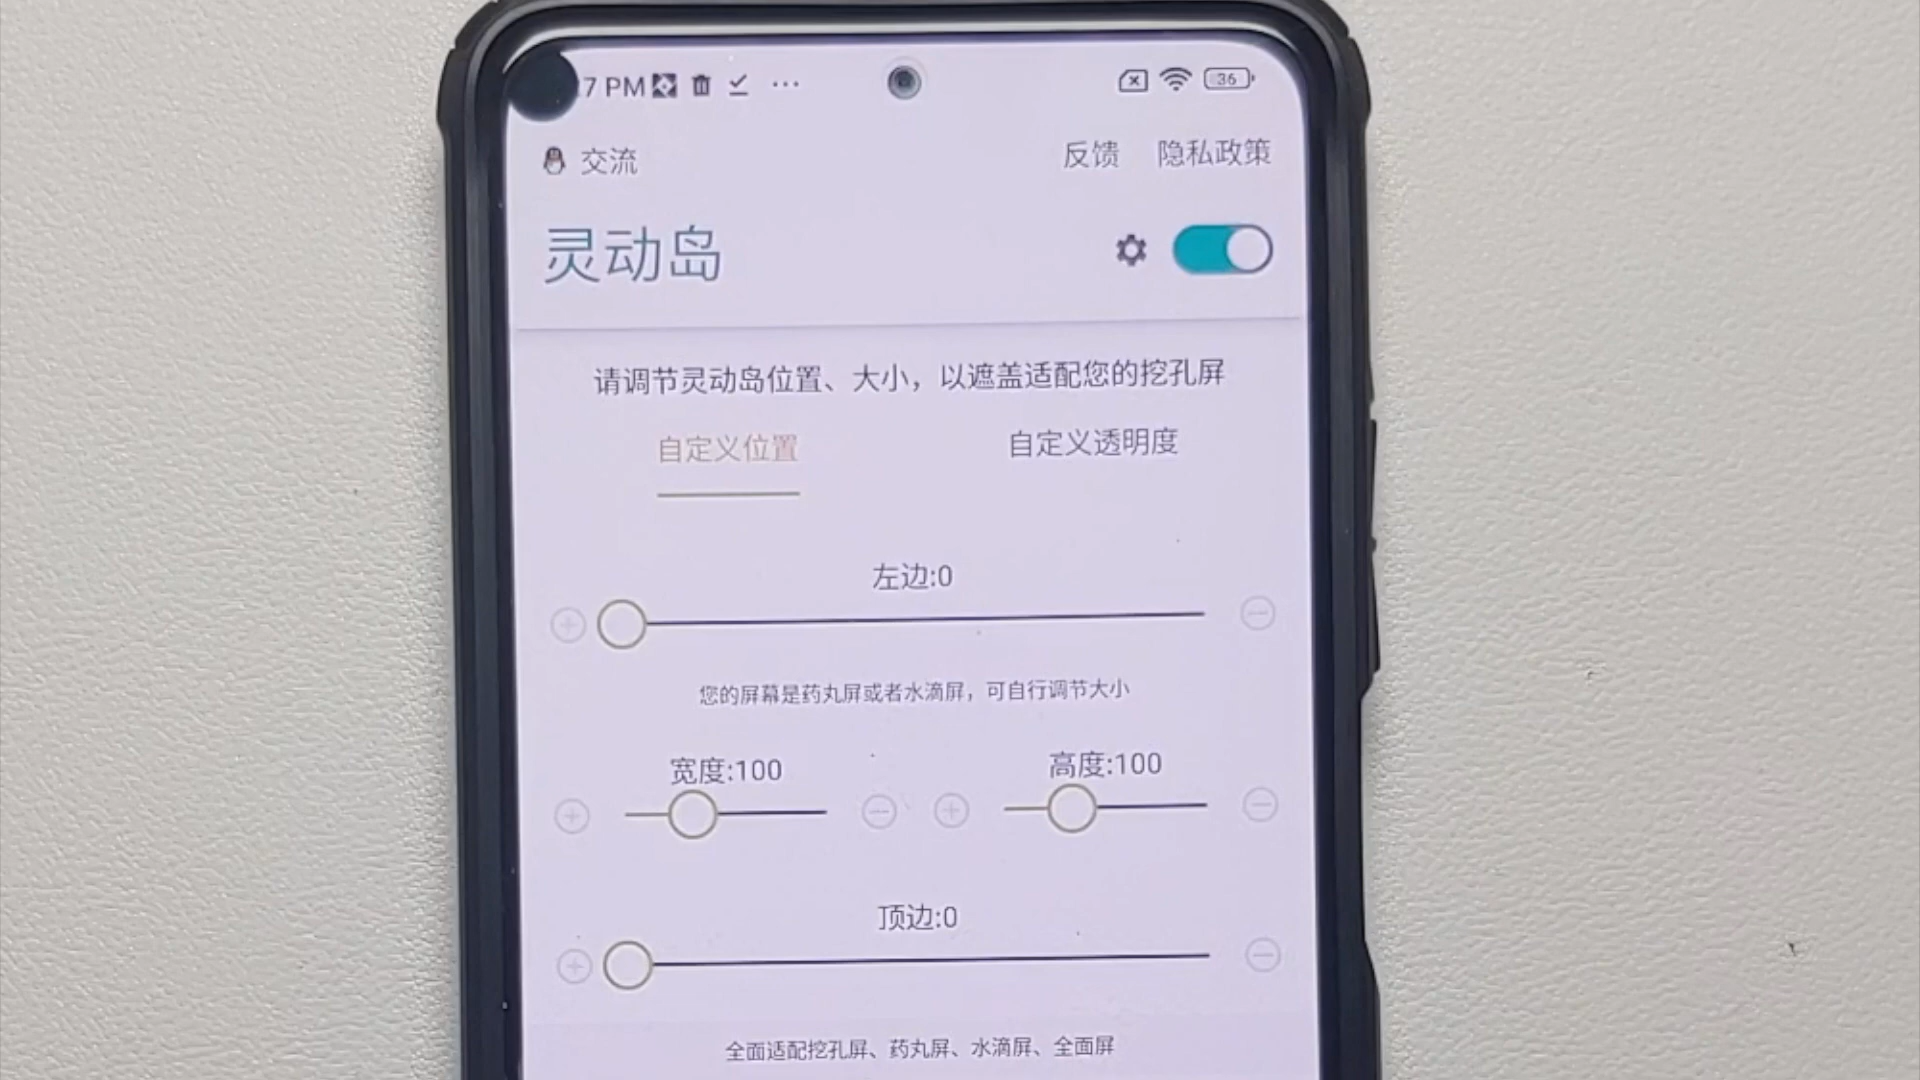 7 PM
36
交流
反馈 隐私政策
灵动岛
请调节灵动岛位置、大小，以遮盖适配您的挖孔屏
自定义位置 自定义透明度
左边:0
您的屏幕是药丸屏或者水滴屏，可自行调节大小
宽度:100 高度:100
顶边:0
全面适配挖孔屏、药丸屏、水滴屏、全面屏